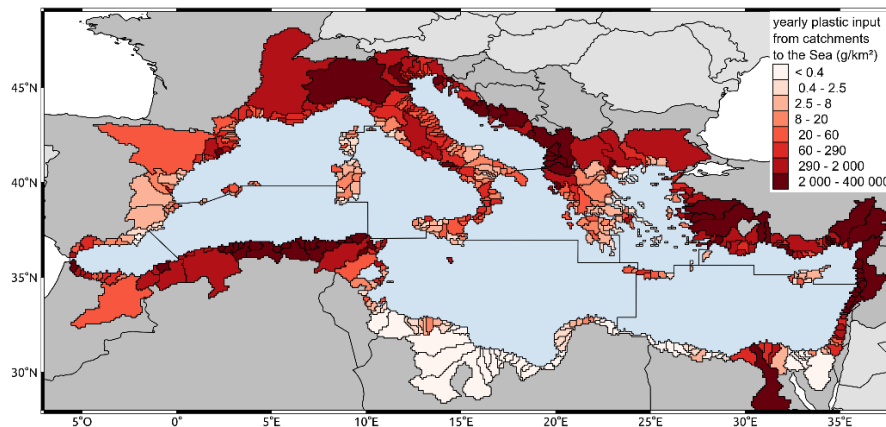 yearly plastic input
from catchments
to the Sea (g/km²)
< 0.4
0.4 - 2.5
2.5 - 8
8 - 20
20 - 60
60 - 290
290 - 2 000
2 000 - 400 000
45°N
40°N
35°N
30°N
5°O 0° 5°E 10°E 15°E 20°E 25°E 30°E 35°E